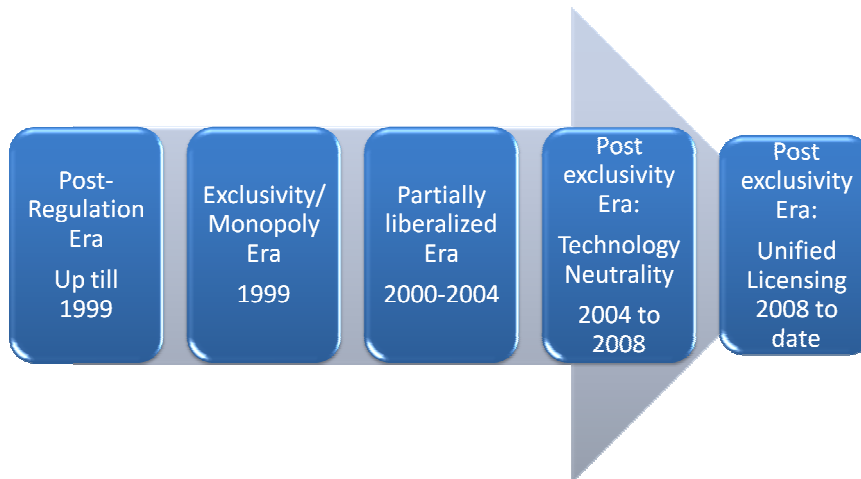 Post-
Regulation
Era
Up till
1999
Exclusivity/
Monopoly
Era
1999
Partially
liberalized
Era
2000-2004
Post
exclusivity
Era:
Technology
Neutrality
2004 to
2008
Post
exclusivity
Era:
Unified
Licensing
2008 to
date